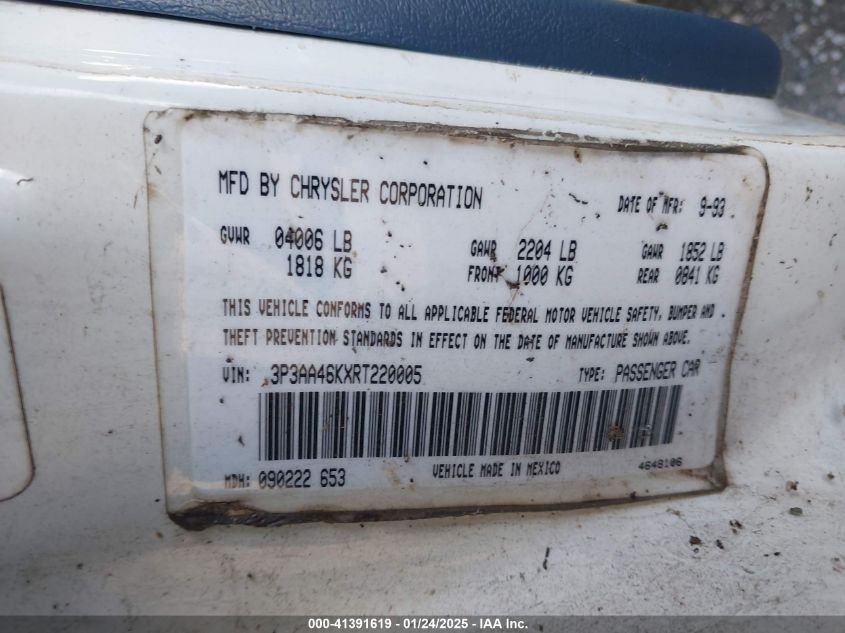 MFD BY CHRYSLER CORPORATION DATE OF MFR: 9-93
GVWR 04006 LB GAWR 2204 LB GAWR 1852 LB
1818 KG FRONT 1000 KG REAR 0841 KG
THIS VEHICLE CONFORMS TO ALL APPLICABLE FEDERAL MOTOR VEHICLE SAFETY, BUMPER AND
THEFT PREVENTION STANDARDS IN EFFECT ON THE DATE OF MANUFACTURE SHOWN ABOVE.
VIN: 3P3AA46KXRT220005 TYPE: PASSENGER CAR
MDH: 090222 653 VEHICLE MADE IN MEXICO 4648106
000-41391619 - 01/24/2025 - IAA Holdings, LLC.